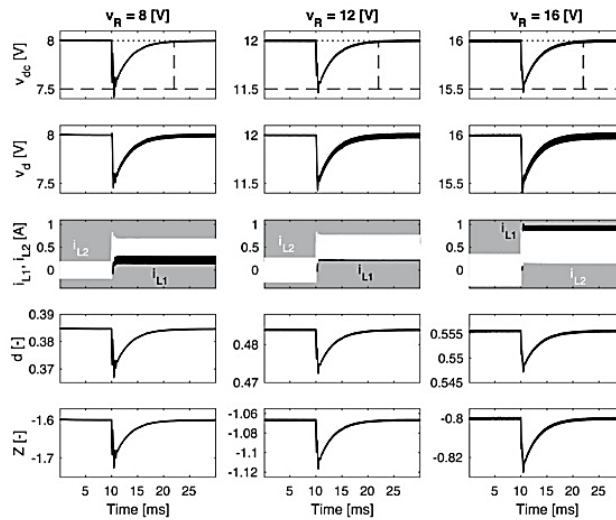 v_R = 8 [V] v_R = 12 [V] v_R = 16 [V]
v_dc [V]
8
7.5
12
11.5
16
15.5
v_d [V]
8
7.5
12
11.5
16
15.5
i_L1, i_L2 [A]
1
0.5
0
i_L2
i_L1
1
0.5
0
i_L2
i_L1
1
0.5
0
i_L1
i_L2
d [-]
0.39
0.38
0.37
0.48
0.47
0.555
0.55
0.545
Z [-]
-1.6
-1.7
-1.06
-1.08
-1.1
-1.12
-0.8
-0.82
5 10 15 20 25 5 10 15 20 25 5 10 15 20 25
Time [ms] Time [ms] Time [ms]